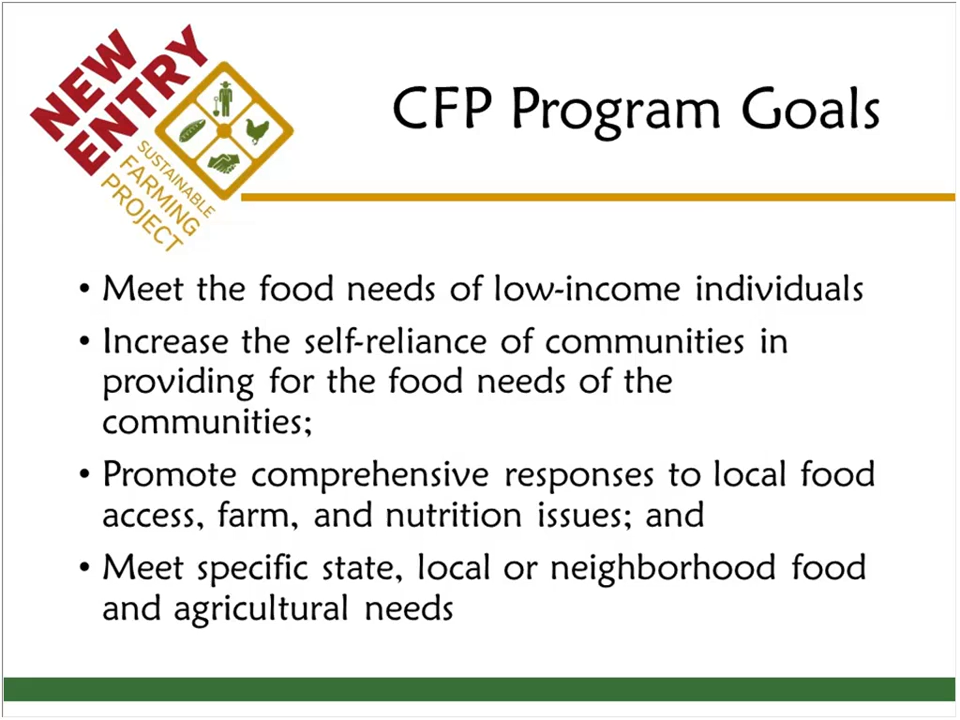 NEW
ENTRY
SUSTAINABLE
FARMING
PROJECT
CFP Program Goals
• Meet the food needs of low-income individuals
• Increase the self-reliance of communities in
providing for the food needs of the
communities;
• Promote comprehensive responses to local food
access, farm, and nutrition issues; and
• Meet specific state, local or neighborhood food
and agricultural needs